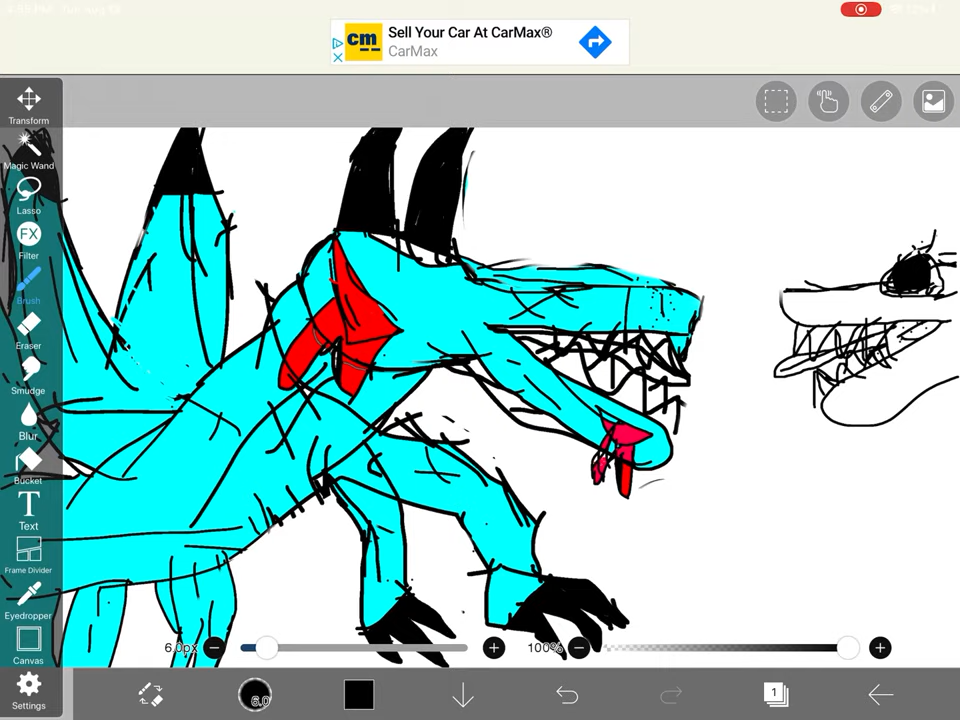 cm
Sell Your Car At CarMax®
CarMax
Transform
Magic Wand
Lasso
FX
Filter
Brush
Eraser
Smudge
Blur
Bucket
T
Text
Frame Divider
Eyedropper
Canvas
Settings
6.0px
100%
6.0
1